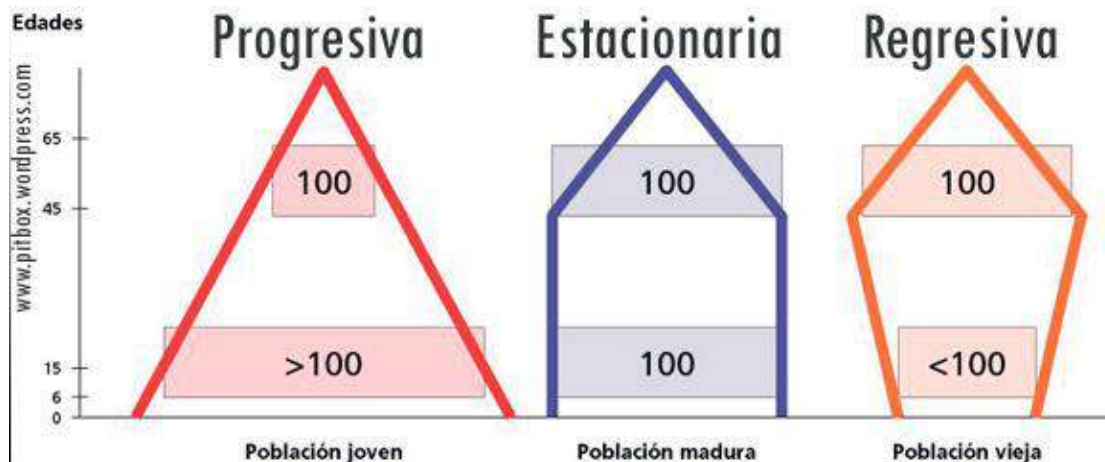 Edades
Progresiva
Estacionaria
Regresiva
www.pitbox.wordpress.com
65
45
15
6
0
100
100
100
>100
100
<100
Población joven
Población madura
Población vieja